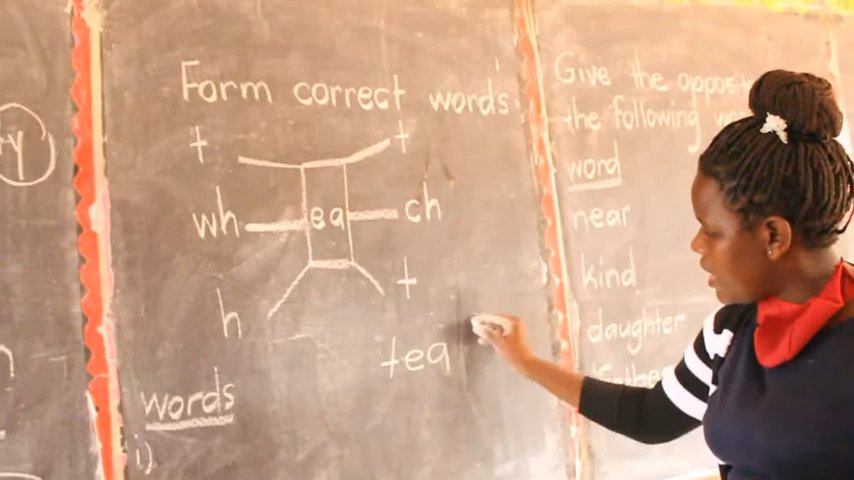 Form correct words.
t t
wh ea ch
h t
tea
words
i)
Give the
the following
word
near
kind
daughter